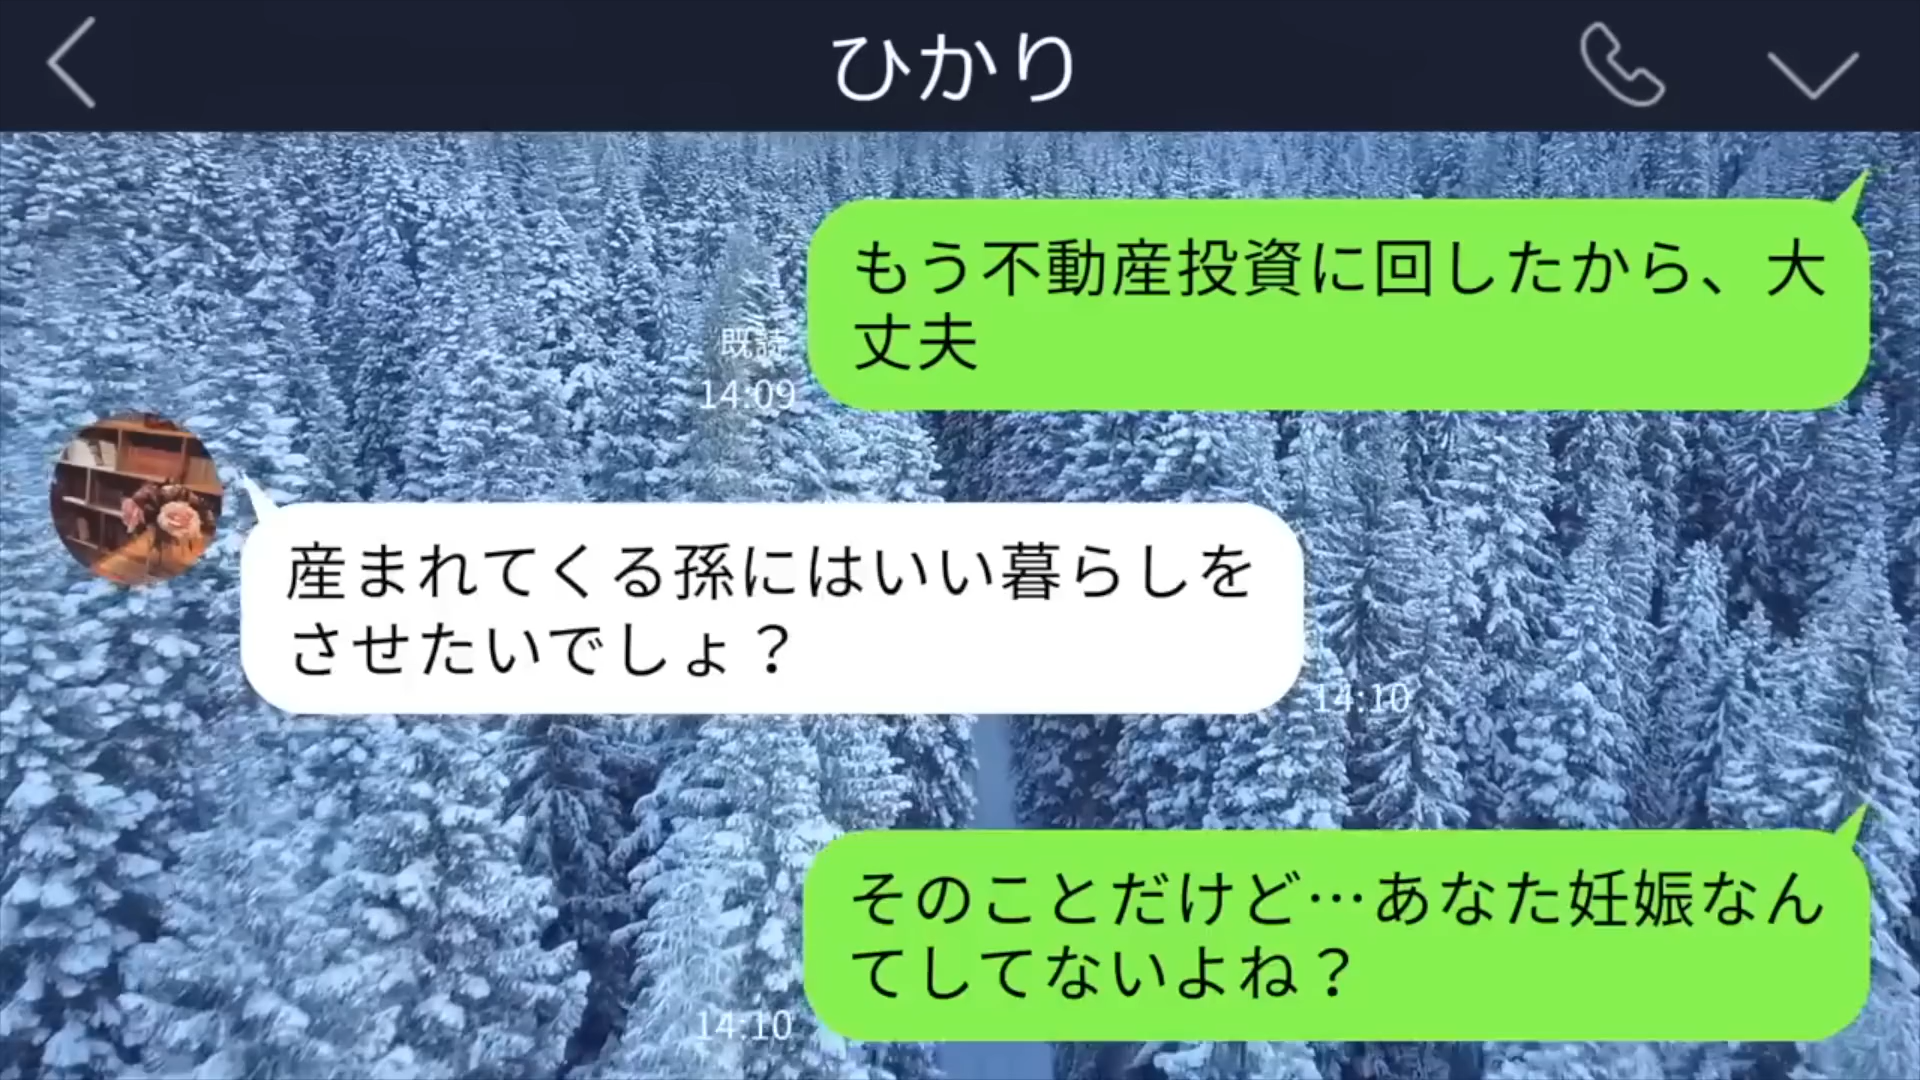 ひかり
もう不動産投資に回したから、大
丈夫
既読
14:09
産まれてくる孫にはいい暮らしを
させたいでしょ？
14:10
そのことだけど…あなた妊娠なん
てしてないよね？
14:10